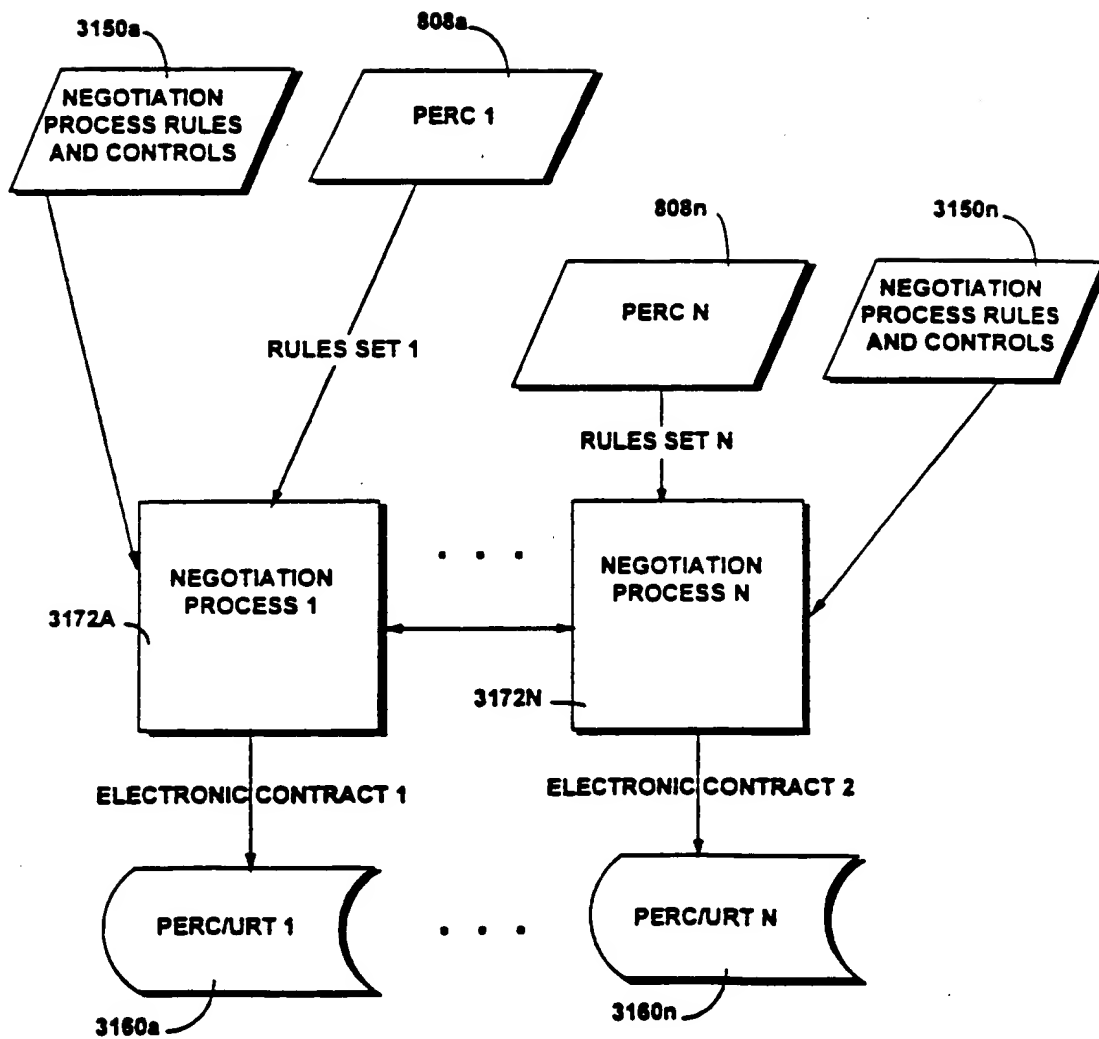 3150a
808a
NEGOTIATION
PROCESS RULES
AND CONTROLS
PERC 1
808n
3150n
PERC N
NEGOTIATION
PROCESS RULES
AND CONTROLS
RULES SET 1
RULES SET N
NEGOTIATION
PROCESS 1
. . .
NEGOTIATION
PROCESS N
3172A
3172N
ELECTRONIC CONTRACT 1
ELECTRONIC CONTRACT 2
PERC/URT 1
. . .
PERC/URT N
3160a
3160n